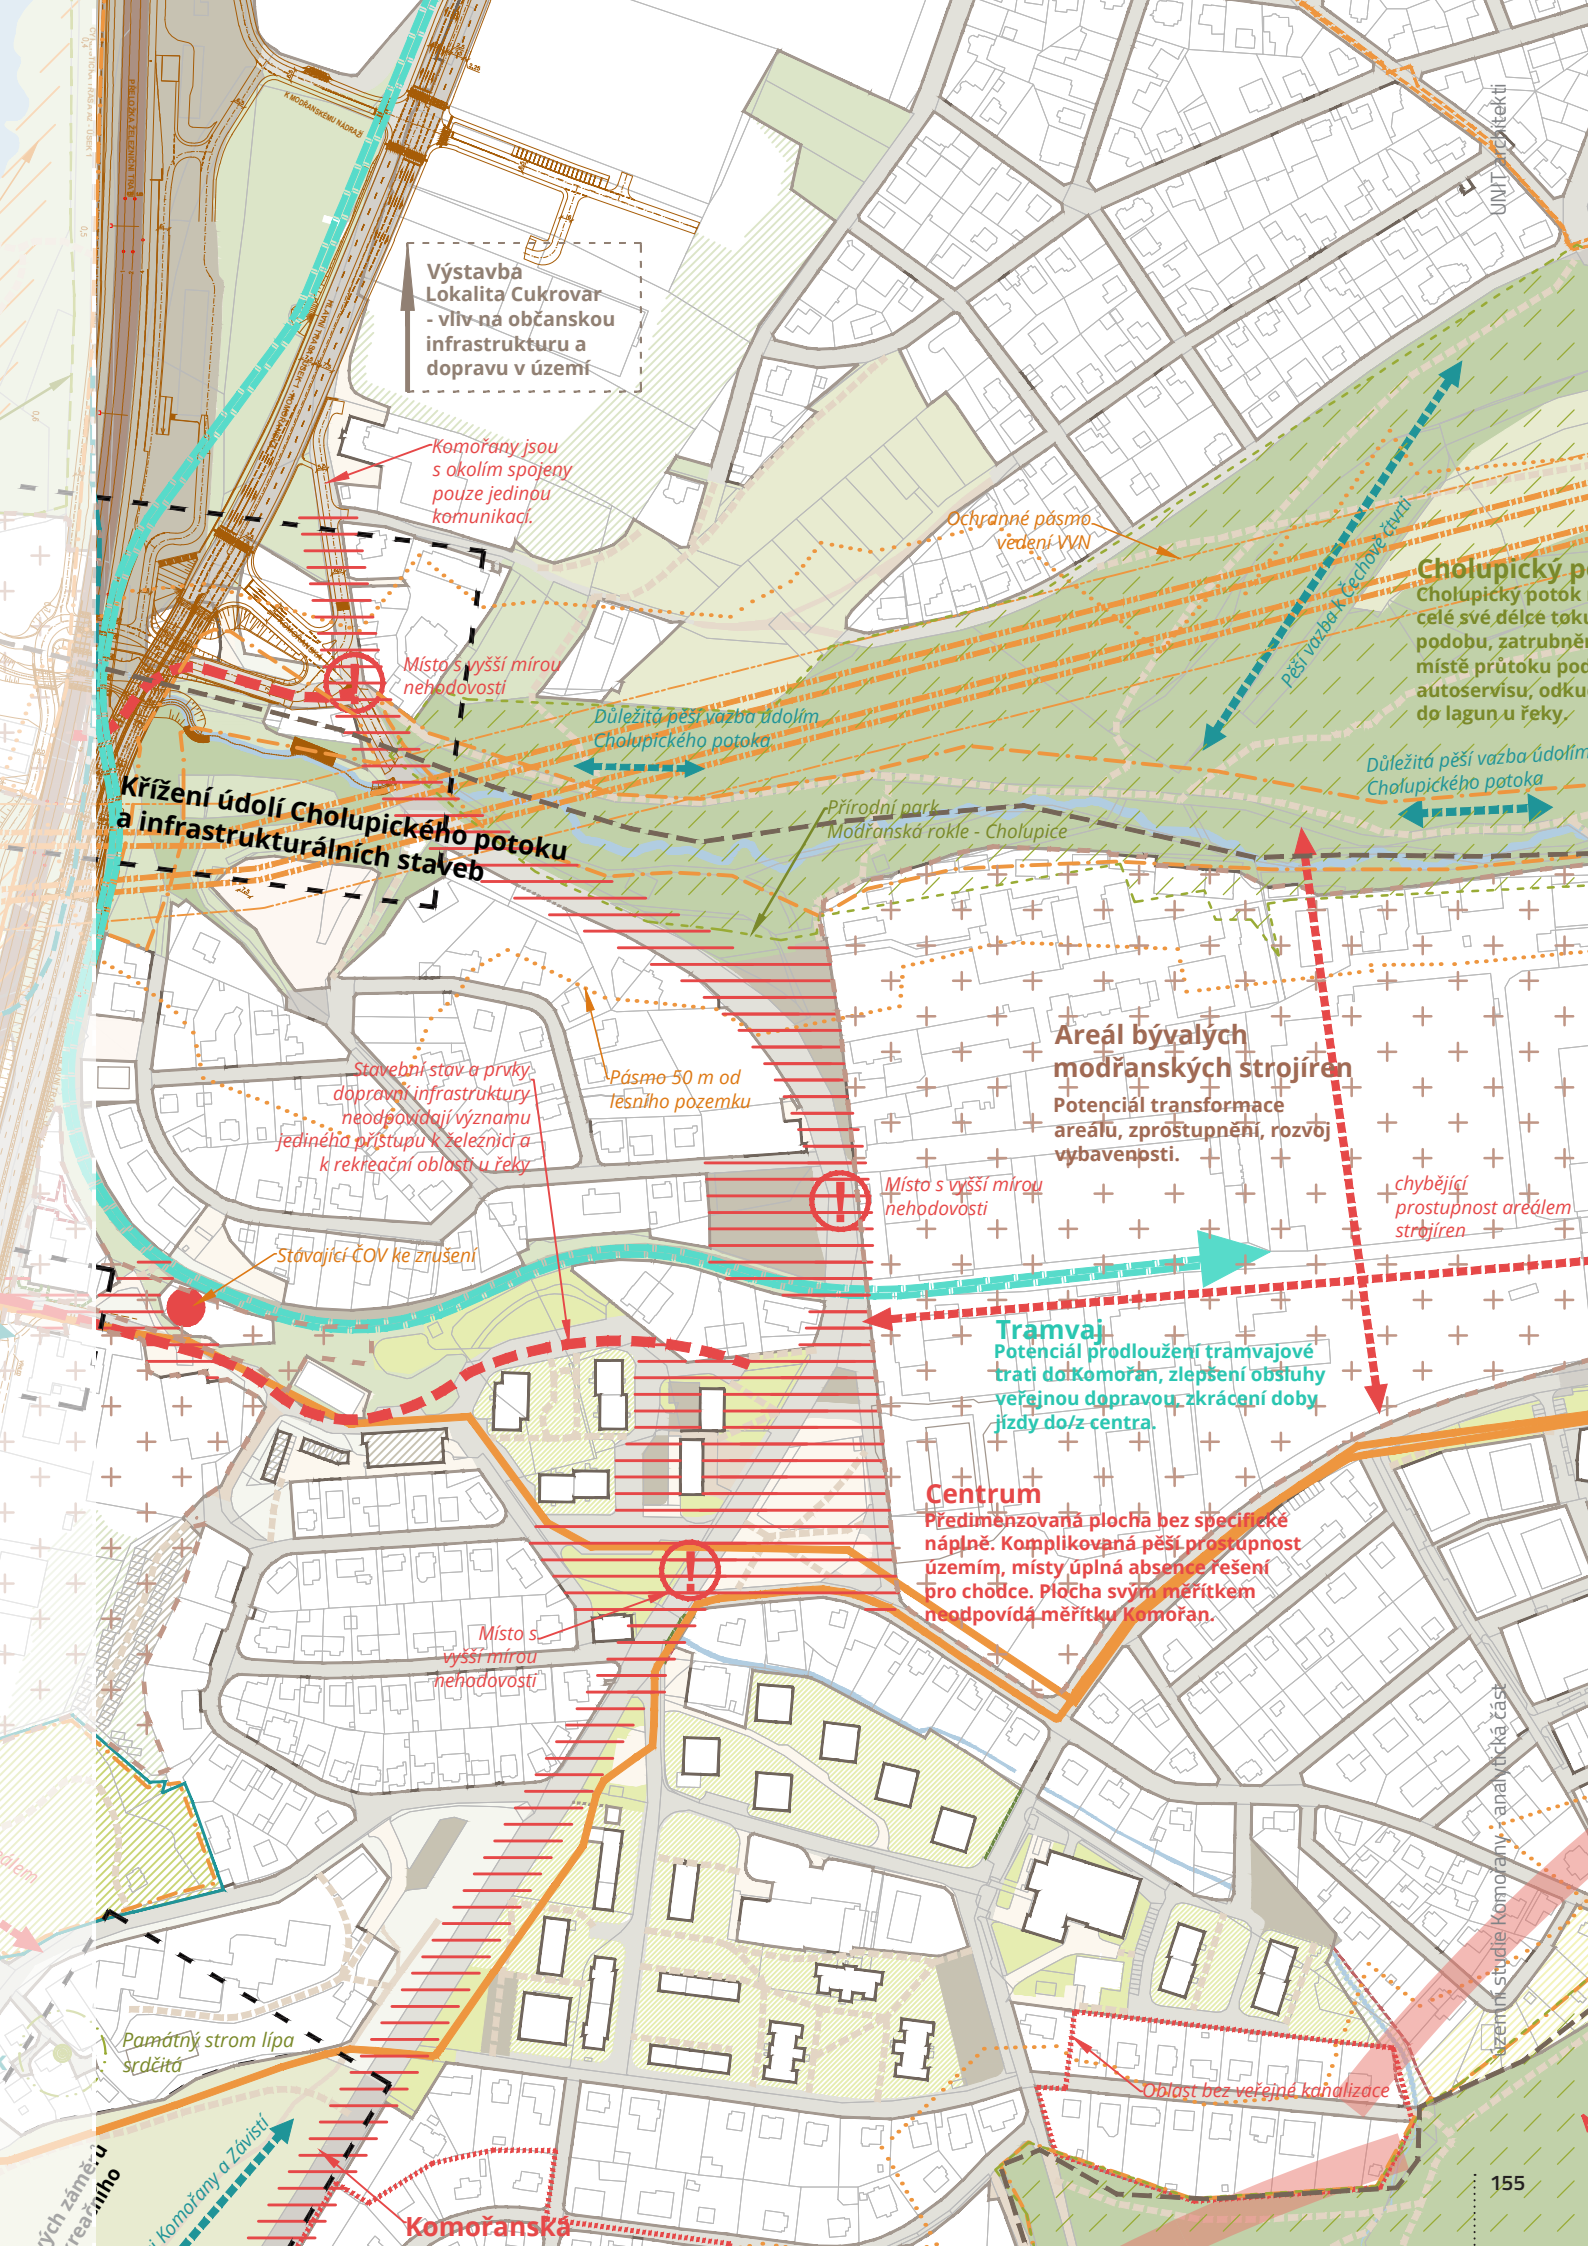 UNIT architekti
K MODŘANSKÉMU NÁDRAŽÍ
Výstavba
Lokalita Cukrovar
- vliv na občanskou
infrastrukturu a
dopravu v území
Komořany jsou
s okolím spojeny
pouze jedinou
komunikací.
Ochranné pásmo
vedení VVN
Pěší vazba k Čechově čtvrti
Cholupický po
Cholupický potok
celé své délce toku
podobu, zatrubně
místě průtoku pod
autoservisu, odku
do lagun u řeky.
Místo s vyšší mírou
nehodovosti
Důležitá pěší vazba údolím
Cholupického potoka
Důležitá pěší vazba údolím
Cholupického potoka
Křížení údolí Cholupického potoku
a infrastrukturálních staveb
Přírodní park
Modřanská rokle - Cholupice
Areál bývalých
modřanských strojíren
Potenciál transformace
areálu, zprostupnění, rozvoj
vybavenosti.
Stavební stav a prvky
dopravní infrastruktury
neodpovídají významu
jediného přístupu k železnici a
k rekreační oblasti u řeky
Pásmo 50 m od
lesního pozemku
Místo s vyšší mírou
nehodovosti
chybějící
prostupnost areálem
strojíren
Stávající ČOV ke zrušení
Tramvaj
Potenciál prodloužení tramvajové
trati do Komořan, zlepšení obsluhy
veřejnou dopravou, zkrácení doby
jízdy do/z centra.
Centrum
Předimenzovaná plocha bez specifické
náplně. Komplikovaná pěší prostupnost
územím, místy úplná absence řešení
pro chodce. Plocha svým měřítkem
neodpovídá měřítku Komořan.
Místo s
vyšší mírou
nehodovosti
územní studie Komořany - analytická část
Památný strom lípa
srdčitá
Oblast bez veřejné kanalizace
i Komořany a Závistí
Komořanská
155